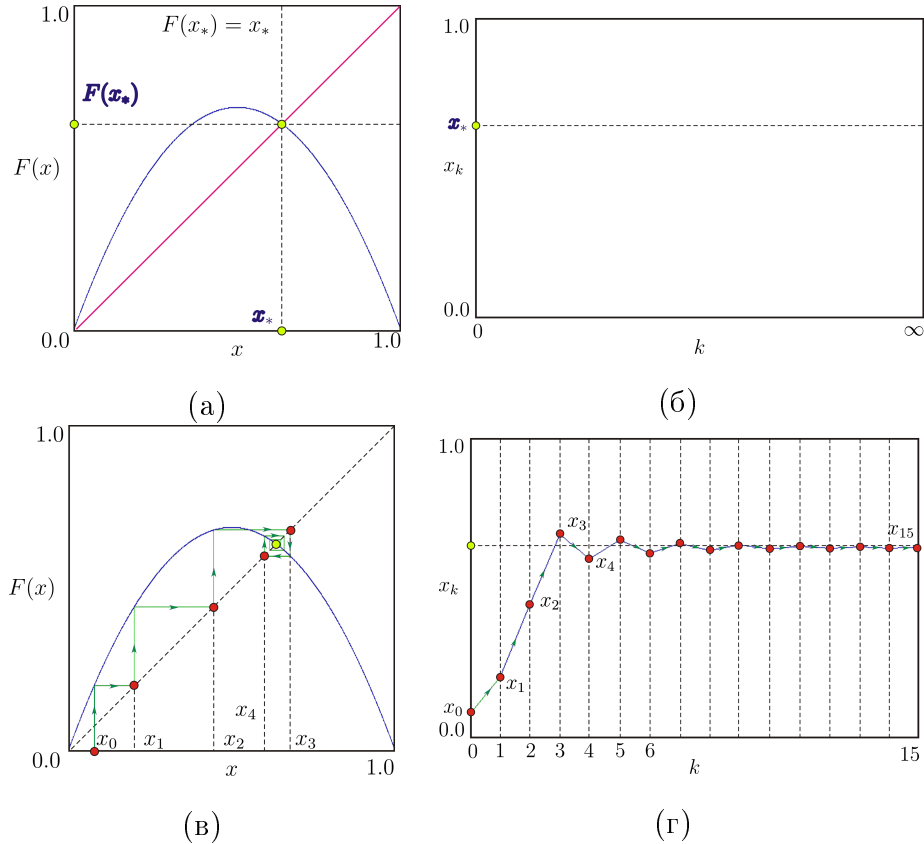 1.0
F(x*) = x*
F(x*)
F(x)
x*
0.0
x
1.0
(а)
1.0
x*
x_k
0.0
0
k
∞
(б)
1.0
F(x)
x_4
x_0
x_1
x_2
x_3
0.0
x
1.0
(в)
1.0
x_3
x_15
x_4
x_k
x_2
x_1
x_0
0.0
0 1 2 3 4 5 6 15
k
(г)